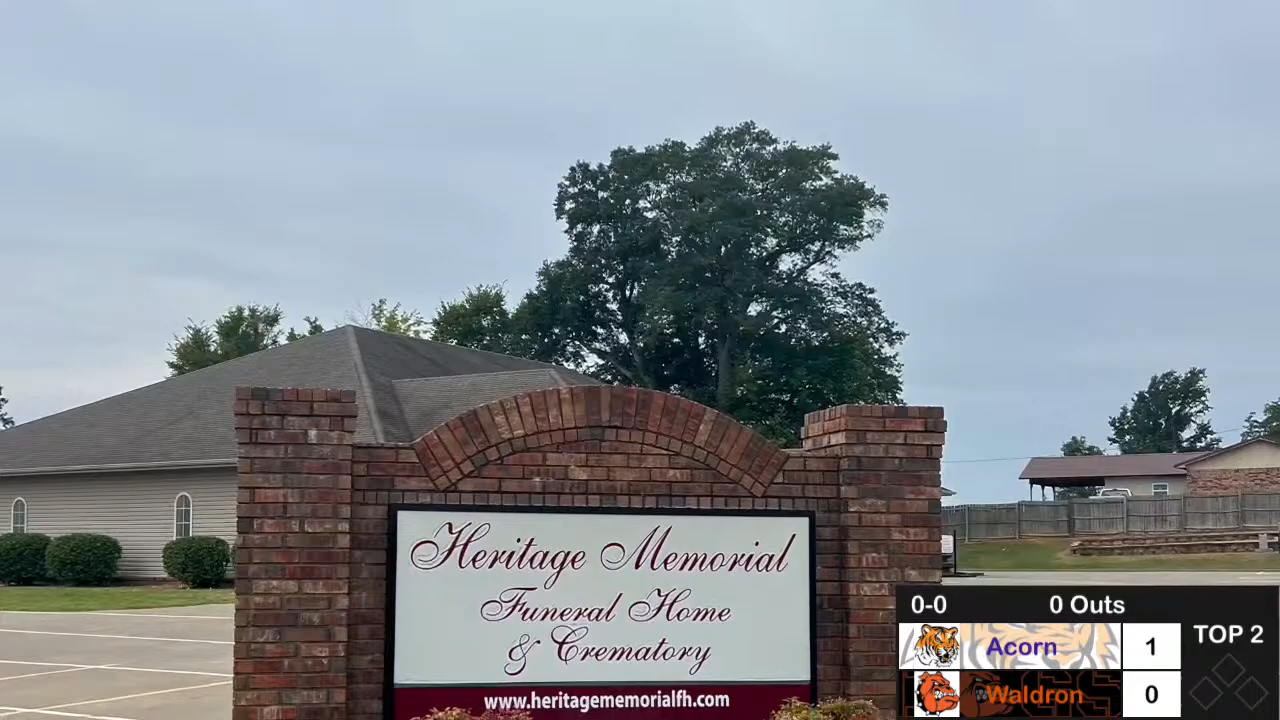 Heritage Memorial
Funeral Home
& Crematory
www.heritagememorialfh.com
0-0 0 Outs
Acorn 1
TOP 2
Waldron 0